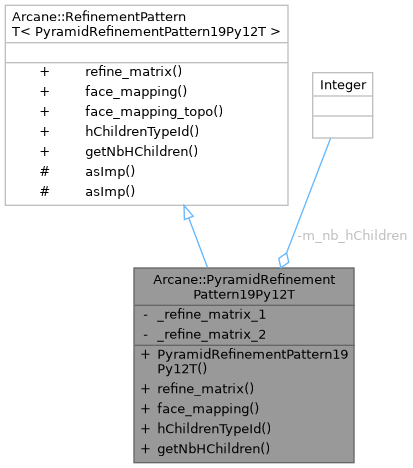 Arcane::RefinementPattern
T< PyramidRefinementPattern19Py12T >
+ refine_matrix()
+ face_mapping()
+ face_mapping_topo()
+ hChildrenTypeId()
+ getNbHChildren()
# asImp()
# asImp()
Integer
-m_nb_hChildren
Arcane::PyramidRefinement
Pattern19Py12T
- _refine_matrix_1
- _refine_matrix_2
+ PyramidRefinementPattern19
Py12T()
+ refine_matrix()
+ face_mapping()
+ hChildrenTypeId()
+ getNbHChildren()